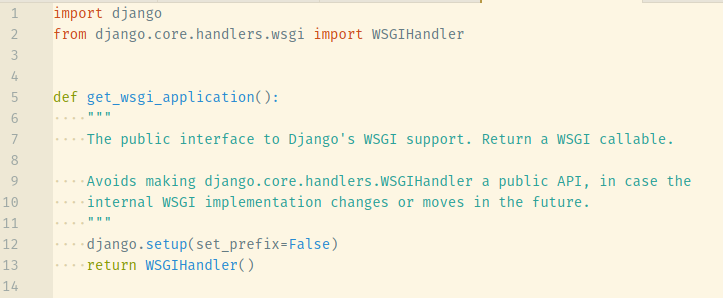 1 import django
2 from django.core.handlers.wsgi import WSGIHandler
3
4
5 def get_wsgi_application():
6 ····"""
7 ····The public interface to Django's WSGI support. Return a WSGI callable.
8
9 ····Avoids making django.core.handlers.WSGIHandler a public API, in case the
10 ····internal WSGI implementation changes or moves in the future.
11 ····"""
12 ····django.setup(set_prefix=False)
13 ····return WSGIHandler()
14